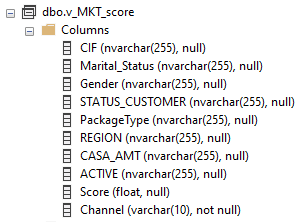 dbo.v_MKT_score
Columns
CIF (nvarchar(255), null)
Marital_Status (nvarchar(255), null)
Gender (nvarchar(255), null)
STATUS_CUSTOMER (nvarchar(255), null)
PackageType (nvarchar(255), null)
REGION (nvarchar(255), null)
CASA_AMT (nvarchar(255), null)
ACTIVE (nvarchar(255), null)
Score (float, null)
Channel (varchar(10), not null)